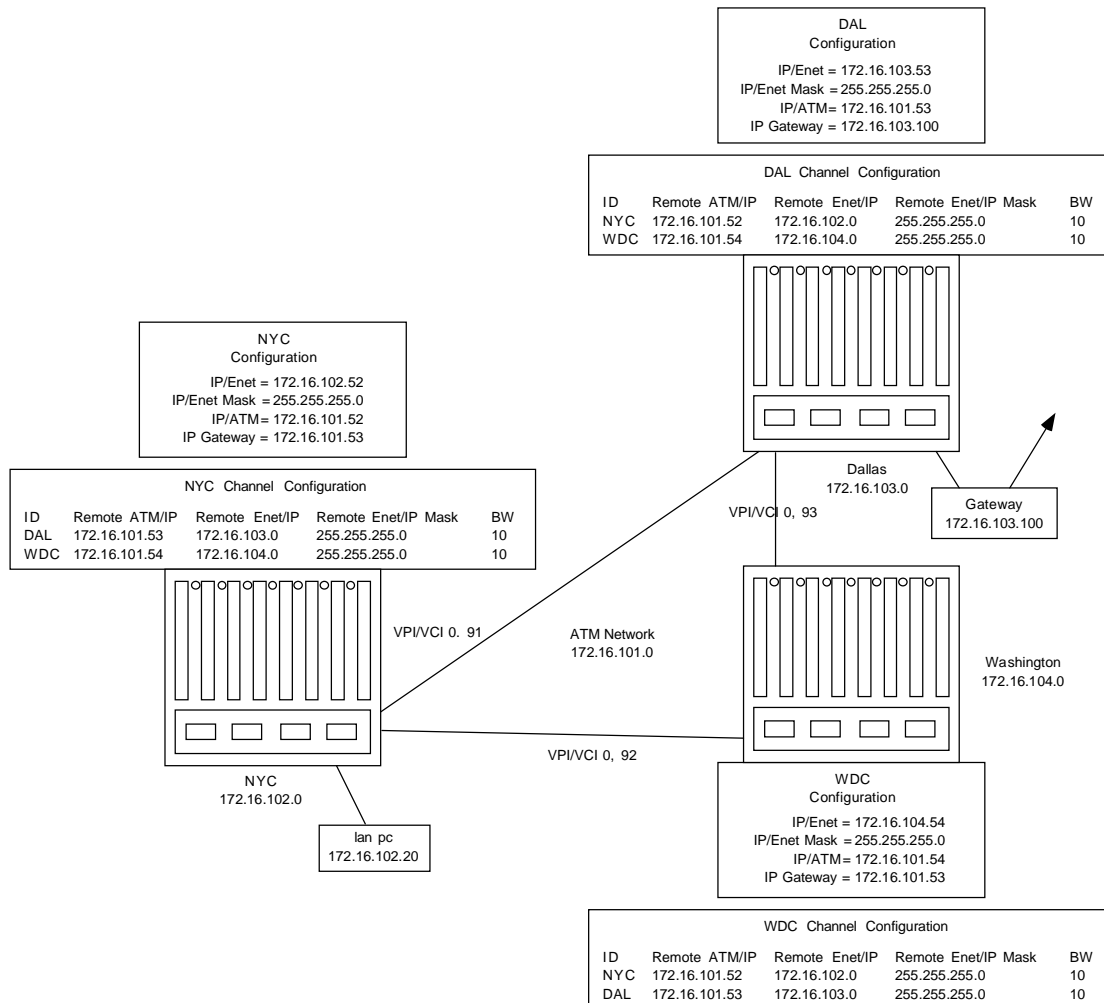 DAL
Configuration
IP/Enet = 172.16.103.53
IP/Enet Mask = 255.255.255.0
IP/ATM= 172.16.101.53
IP Gateway = 172.16.103.100
DAL Channel Configuration
ID Remote ATM/IP Remote Enet/IP Remote Enet/IP Mask BW
NYC 172.16.101.52 172.16.102.0 255.255.255.0 10
WDC 172.16.101.54 172.16.104.0 255.255.255.0 10
NYC
Configuration
IP/Enet = 172.16.102.52
IP/Enet Mask = 255.255.255.0
IP/ATM= 172.16.101.52
IP Gateway = 172.16.101.53
NYC Channel Configuration
ID Remote ATM/IP Remote Enet/IP Remote Enet/IP Mask BW
DAL 172.16.101.53 172.16.103.0 255.255.255.0 10
WDC 172.16.101.54 172.16.104.0 255.255.255.0 10
Dallas
172.16.103.0
Gateway
172.16.103.100
VPI/VCI 0, 93
VPI/VCI 0. 91
ATM Network
172.16.101.0
Washington
172.16.104.0
VPI/VCI 0, 92
NYC
172.16.102.0
lan pc
172.16.102.20
WDC
Configuration
IP/Enet = 172.16.104.54
IP/Enet Mask = 255.255.255.0
IP/ATM= 172.16.101.54
IP Gateway = 172.16.101.53
WDC Channel Configuration
ID Remote ATM/IP Remote Enet/IP Remote Enet/IP Mask BW
NYC 172.16.101.52 172.16.102.0 255.255.255.0 10
DAL 172.16.101.53 172.16.103.0 255.255.255.0 10